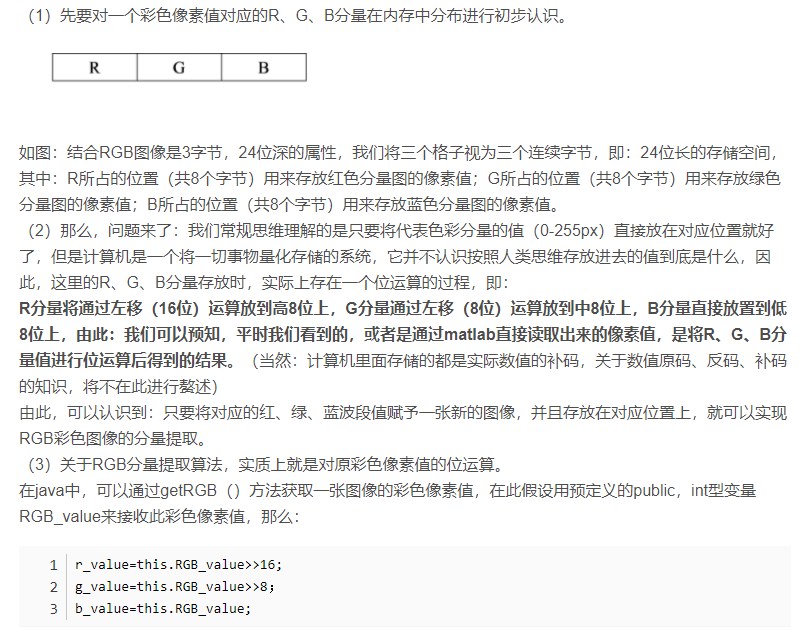 （1）先要对一个彩色像素值对应的R、G、B分量在内存中分布进行初步认识。
R G B
如图：结合RGB图像是3字节，24位深的属性，我们将三个格子视为三个连续字节，即：24位长的存储空间，
其中：R所占的位置（共8个字节）用来存放红色分量图的像素值；G所占的位置（共8个字节）用来存放绿色
分量图的像素值；B所占的位置（共8个字节）用来存放蓝色分量图的像素值。
（2）那么，问题来了：我们常规思维理解的是只要将代表色彩分量的值（0-255px）直接放在对应位置就好
了，但是计算机是一个将一切事物量化存储的系统，它并不认识按照人类思维存放进去的值到底是什么，因
此，这里的R、G、B分量存放时，实际上存在一个位运算的过程，即：
R分量将通过左移（16位）运算放到高8位上，G分量通过左移（8位）运算放到中8位上，B分量直接放置到低
8位上，由此：我们可以预知，平时我们看到的，或者是通过matlab直接读取出来的像素值，是将R、G、B分
量值进行位运算后得到的结果。（当然：计算机里面存储的都是实际数值的补码，关于数值原码、反码、补码
的知识，将不在此进行鳌述）
由此，可以认识到：只要将对应的红、绿、蓝波段值赋予一张新的图像，并且存放在对应位置上，就可以实现
RGB彩色图像的分量提取。
（3）关于RGB分量提取算法，实质上就是对原彩色像素值的位运算。
在java中，可以通过getRGB（）方法获取一张图像的彩色像素值，在此假设用预定义的public，int型变量
RGB_value来接收此彩色像素值，那么：
1 r_value=this.RGB_value>>16;
2 g_value=this.RGB_value>>8;
3 b_value=this.RGB_value;